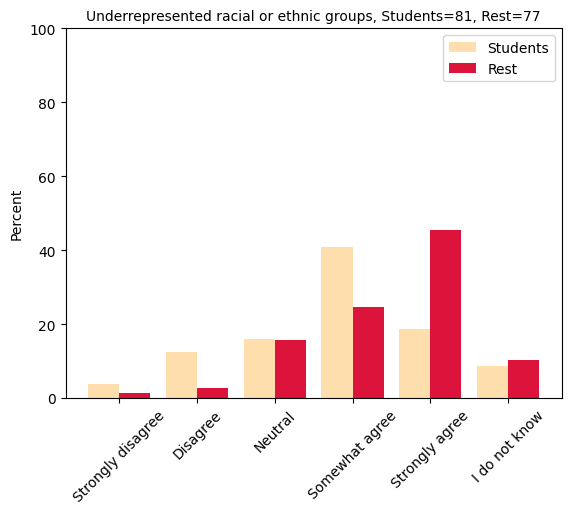 Underrepresented racial or ethnic groups, Students=81, Rest=77
100
80
60
40
20
0
Percent
Students
Rest
Strongly disagree
Disagree
Neutral
Somewhat agree
Strongly agree
I do not know